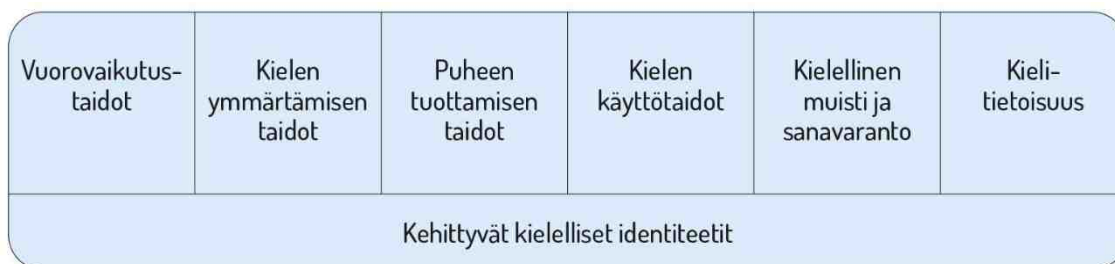 Vuorovaikutus-
taidot
Kielen
ymmärtämisen
taidot
Puheen
tuottamisen
taidot
Kielen
käyttötaidot
Kielellinen
muisti ja
sanavaranto
Kieli-
tietoisuus
Kehittyvät kielelliset identiteetit